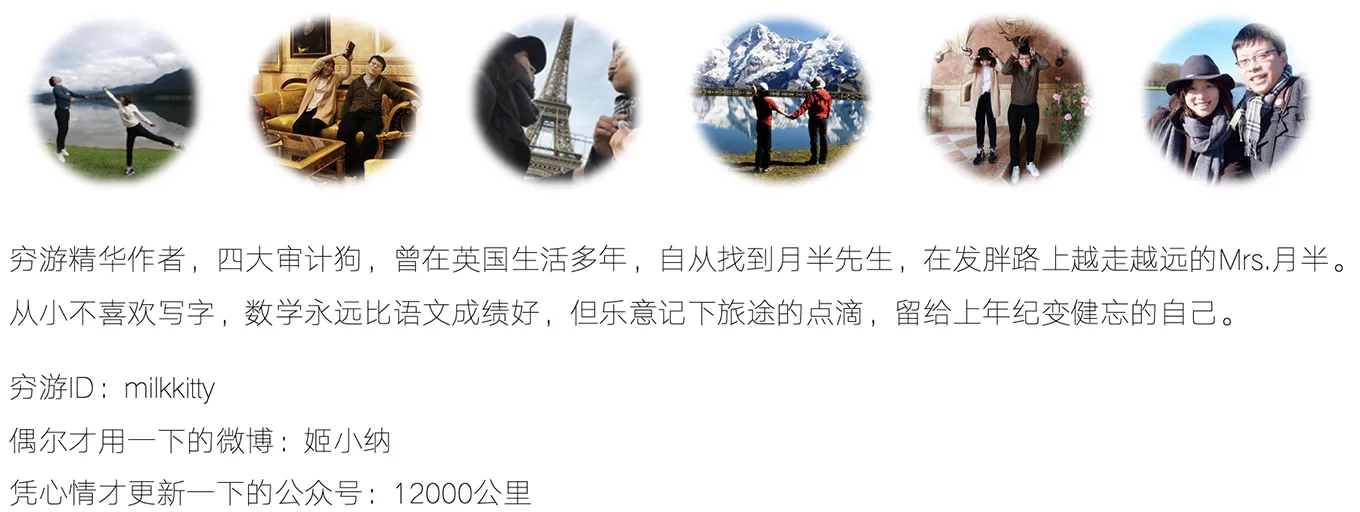 穷游精华作者，四大审计狗，曾在英国生活多年，自从找到月半先生，在发胖路上越走越远的Mrs.月半。
从小不喜欢写字，数学永远比语文成绩好，但乐意记下旅途的点滴，留给上年纪变健忘的自己。
穷游ID：milkkitty
偶尔才用一下的微博：姬小纳
凭心情才更新一下的公众号：12000公里